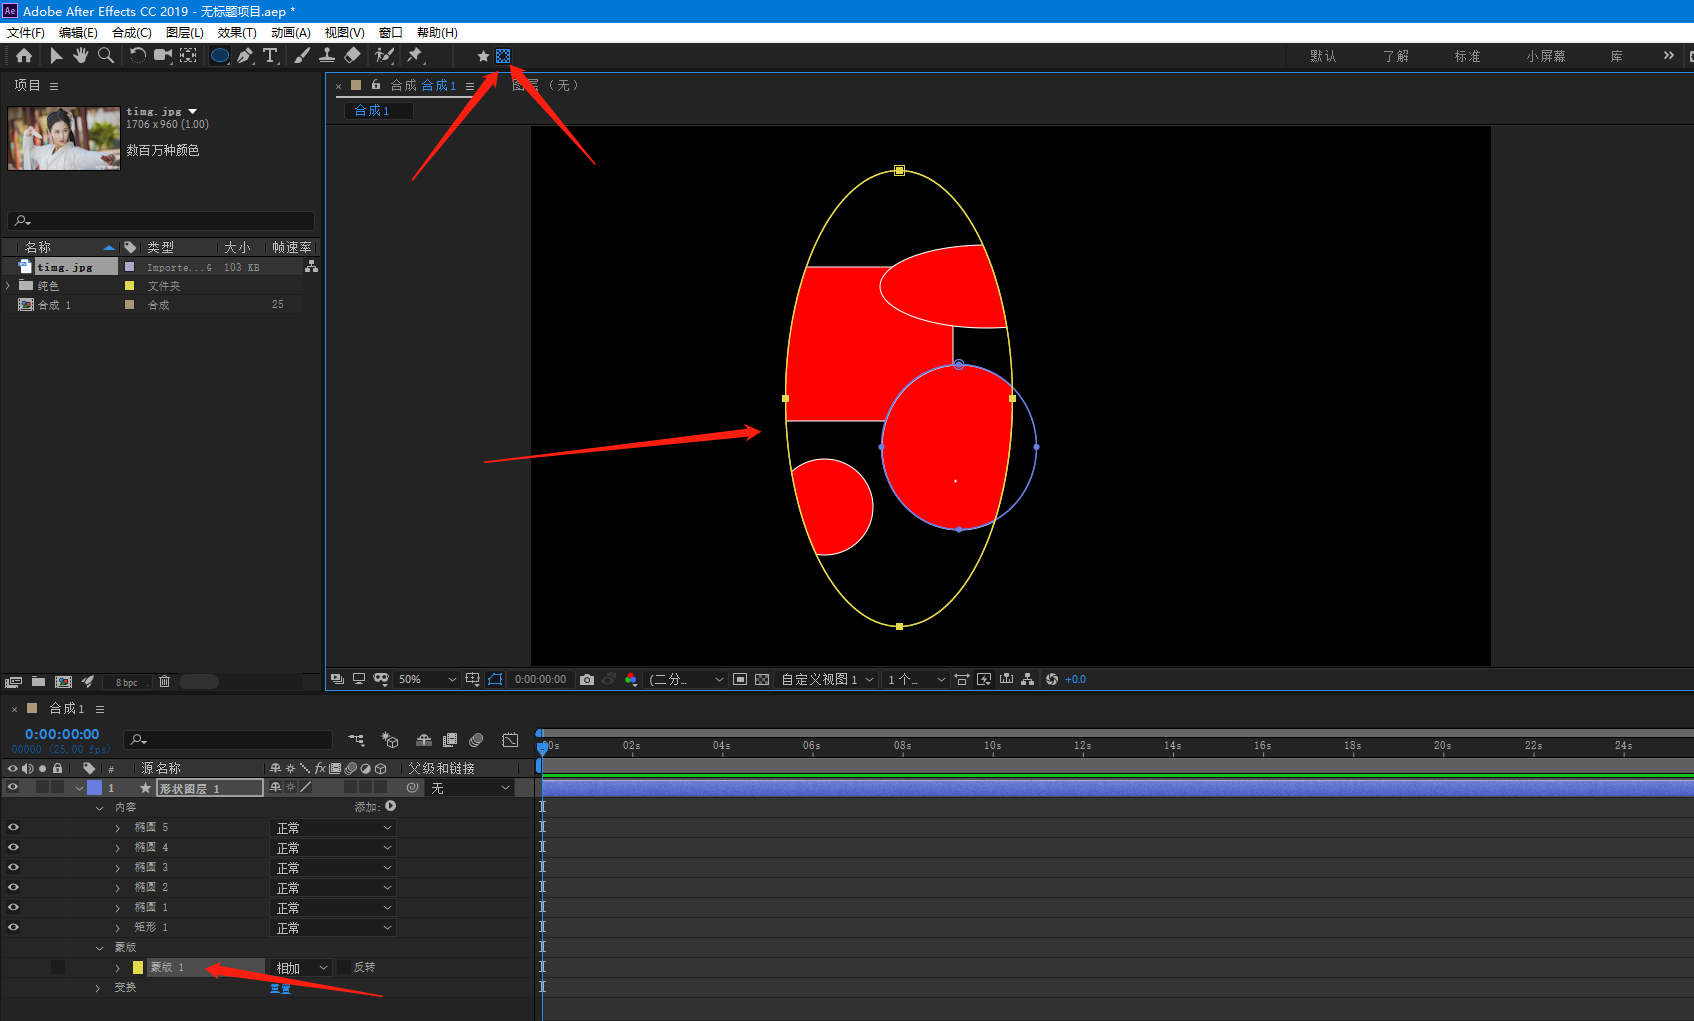 Ae Adobe After Effects CC 2019 - 无标题项目.aep *
文件(F) 编辑(E) 合成(C) 图层(L) 效果(T) 动画(A) 视图(V) 窗口 帮助(H)
默认 了解 标准 小屏幕 库 »
项目
timg.jpg
1706 x 960 (1.00)
数百万种颜色
名称 类型 大小 帧速率
timg.jpg Importe...G 103 KB
纯色 文件夹
合成 1 合成 25
8 bpc
× 合成 合成 1 图层 (无)
合成 1
50% 0:00:00:00 (二分... 自定义视图 1 1 个... +0.0
× 合成 1
0:00:00:00
00000 (25.00 fps)
# 源名称 fx 父级和链接
:00s 02s 04s 06s 08s 10s 12s 14s 16s 18s 20s 22s 24s
1 形状图层 1 无
内容 添加:
椭圆 5 正常
椭圆 4 正常
椭圆 3 正常
椭圆 2 正常
椭圆 1 正常
矩形 1 正常
蒙版
蒙版 1 相加 反转
变换 重置